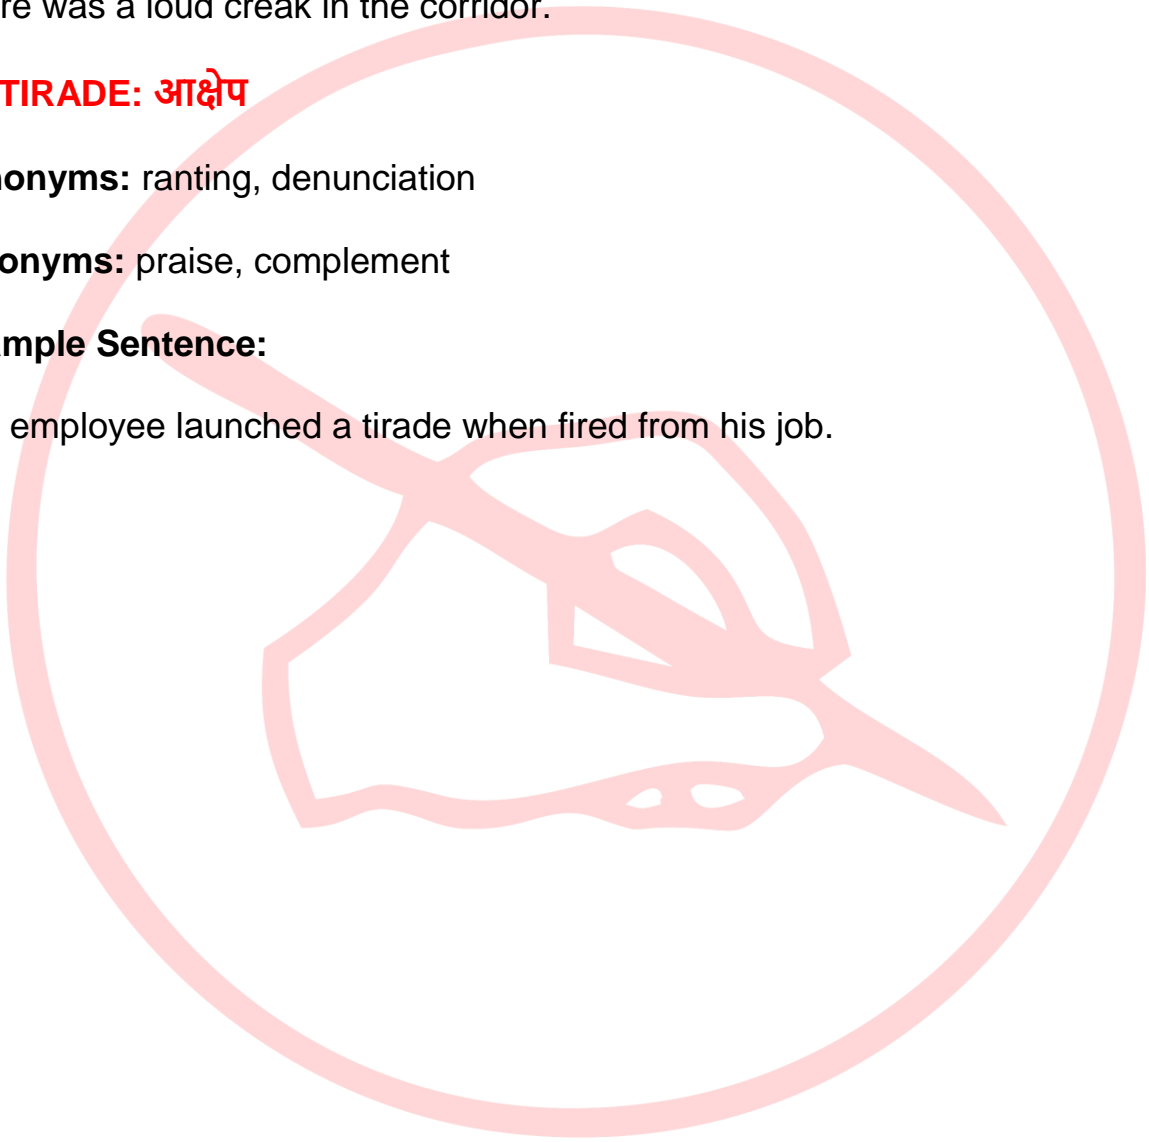 re was a loud creak in the corridor.
TIRADE: आक्षेप
nonyms: ranting, denunciation
onyms: praise, complement
mple Sentence:
employee launched a tirade when fired from his job.